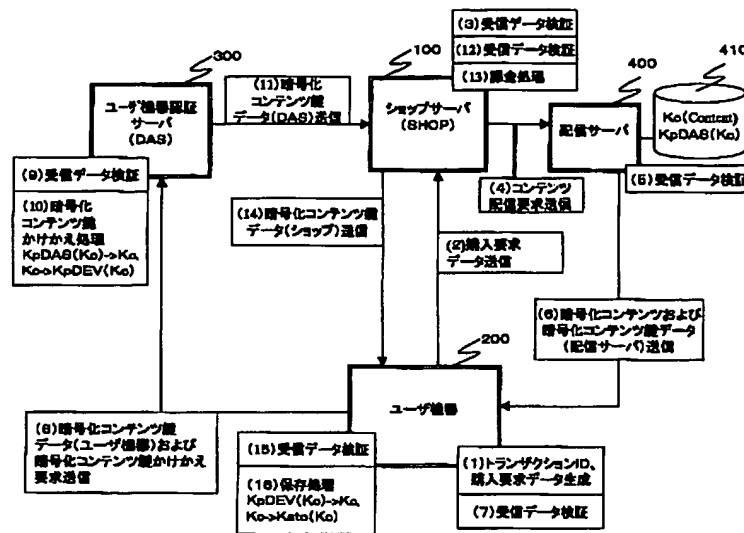 300
ユーザ機器認証
サーバ
(DAS)
(9)受信データ検証
(10)暗号化
コンテンツ鍵
かけかえ処理
KpDAS(Kc)->Kc,
Kc->KpDEV(Kc)
(11)暗号化
コンテンツ鍵
データ(DAS)送信
100
ショップサーバ
(SHOP)
(3)受信データ検証
(12)受信データ検証
(13)課金処理
400
配信サーバ
410
Kc(Content)
KpDAS(Kc)
(5)受信データ検証
(4)コンテンツ
配信要求送信
(14)暗号化コンテンツ鍵
データ(ショップ)送信
(2)購入要求
データ送信
(6)暗号化コンテンツおよび
暗号化コンテンツ鍵データ
(配信サーバ)送信
200
ユーザ機器
(8)暗号化コンテンツ鍵
データ(ユーザ機器)および
暗号化コンテンツ鍵かけかえ
要求送信
(15)受信データ検証
(16)保存処理
KpDEV(Kc)->Kc,
Kc->Ksto(Kc)
(1)トランザクションID、
購入要求データ生成
(7)受信データ検証